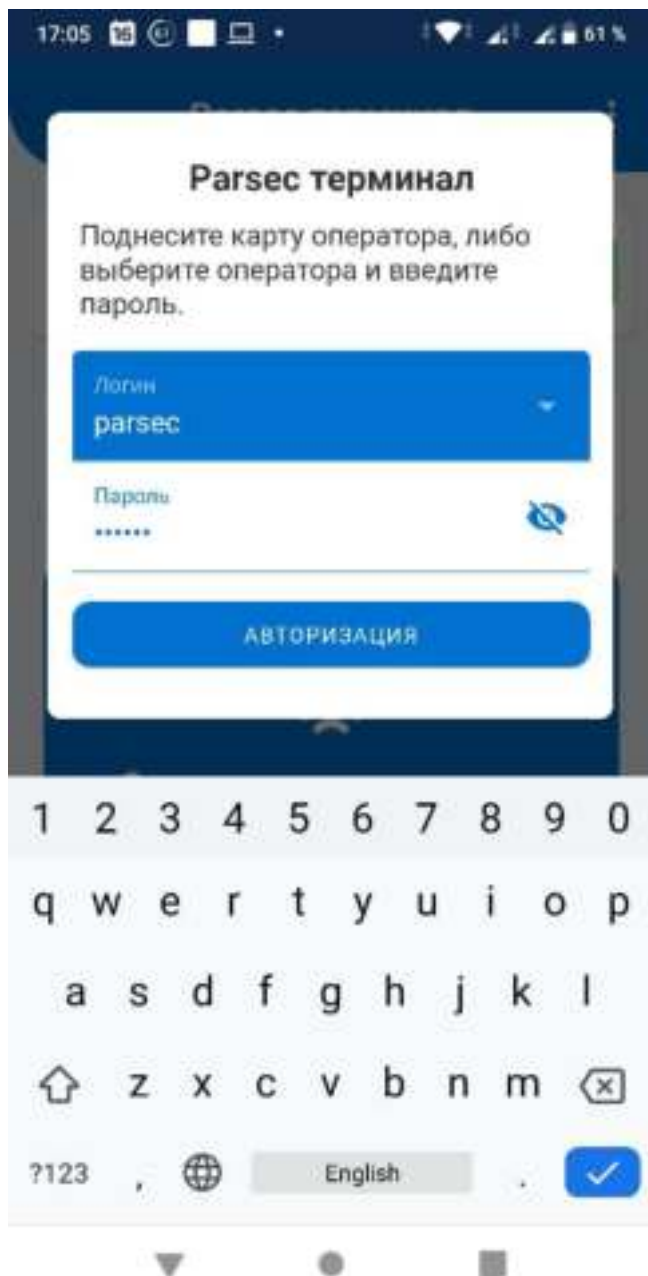 17:05 61 %
Parsec терминал
Поднесите карту оператора, либо
выберите оператора и введите
пароль.
Логин
parsec
Пароль
••••••
АВТОРИЗАЦИЯ
1 2 3 4 5 6 7 8 9 0
q w e r t y u i o p
a s d f g h j k l
z x c v b n m
?123 , English .